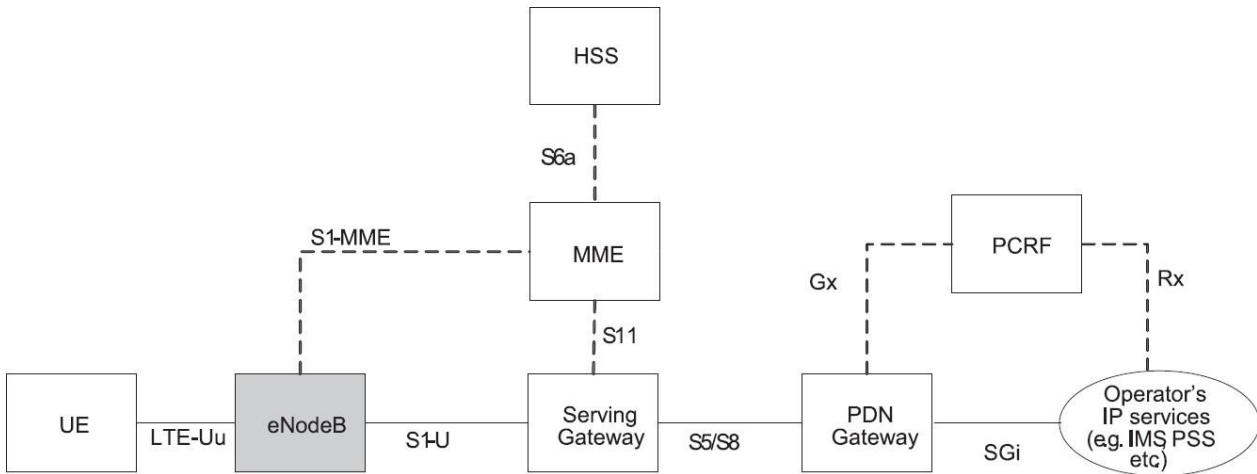 HSS
S6a
S1-MME
MME
PCRF
Gx
Rx
S11
UE
LTE-Uu
eNodeB
S1-U
Serving
Gateway
S5/S8
PDN
Gateway
SGi
Operator's
IP services
(e.g. IMS, PSS
etc.)